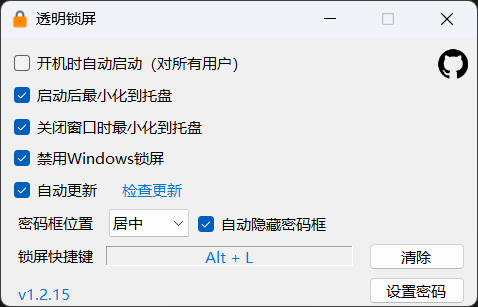 透明锁屏
开机时自动启动（对所有用户）
启动后最小化到托盘
关闭窗口时最小化到托盘
禁用Windows锁屏
自动更新 检查更新
密码框位置 居中 自动隐藏密码框
锁屏快捷键 Alt + L 清除
v1.2.15 设置密码